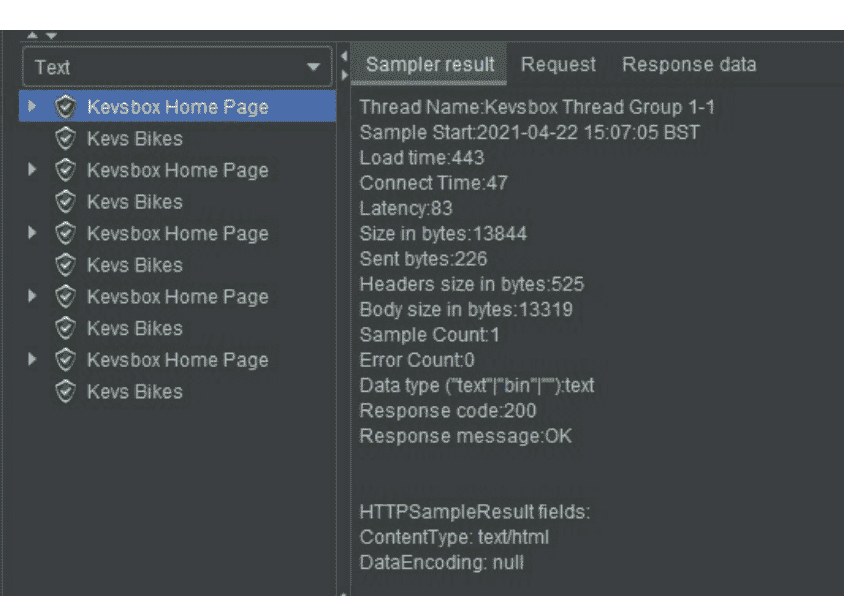 Text
Sampler result
Request
Response data
Kevsbox Home Page
Kevs Bikes
Kevsbox Home Page
Kevs Bikes
Kevsbox Home Page
Kevs Bikes
Kevsbox Home Page
Kevs Bikes
Kevsbox Home Page
Kevs Bikes
Thread Name:Kevsbox Thread Group 1-1
Sample Start:2021-04-22 15:07:05 BST
Load time:443
Connect Time:47
Latency:83
Size in bytes:13844
Sent bytes:226
Headers size in bytes:525
Body size in bytes:13319
Sample Count:1
Error Count:0
Data type ("text"|"bin"|""):text
Response code:200
Response message:OK
HTTPSampleResult fields:
ContentType: text/html
DataEncoding: null